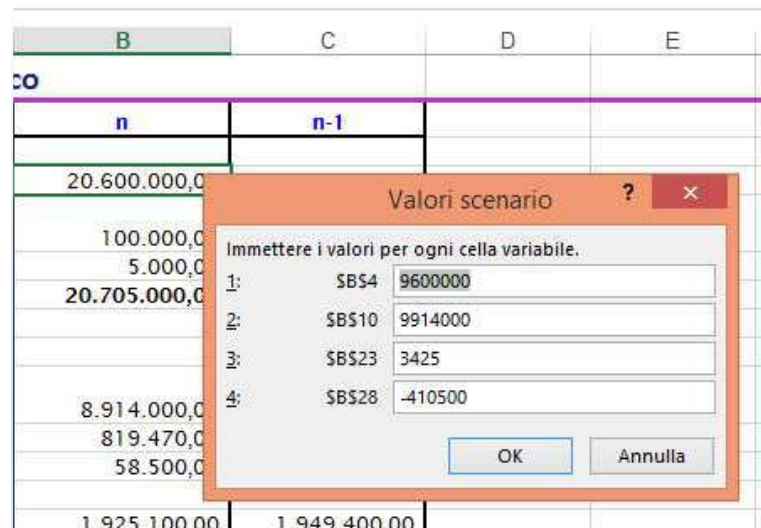 B C D E
co
n n-1
20.600.000,0
Valori scenario ? ×
100.000,0
Immettere i valori per ogni cella variabile.
5.000,0
1: $B$4 9600000
20.705.000,0
2: $B$10 9914000
3: $B$23 3425
4: $B$28 -410500
8.914.000,0
819.470,0
OK Annulla
58.500,0
1.925.100,00 1.949.400,00